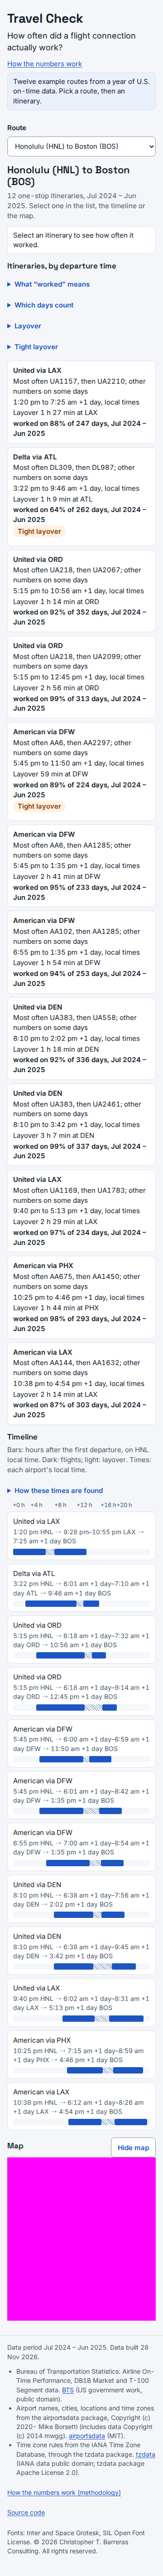 Travel Check
How often did a flight connection
actually work?
How the numbers work
Twelve example routes from a year of U.S.
on-time data. Pick a route, then an
itinerary.
Route
Honolulu (HNL) to Boston (BOS)
Honolulu (HNL) to Boston
(BOS)
12 one-stop itineraries, Jul 2024 – Jun
2025. Select one in the list, the timeline or
the map.
Select an itinerary to see how often it
worked.
Itineraries, by departure time
What “worked” means
Which days count
Layover
Tight layover
United via LAX
Most often UA1157, then UA2210; other
numbers on some days
1:20 pm to 7:25 am +1 day, local times
Layover 1 h 27 min at LAX
worked on 88% of 247 days, Jul 2024 –
Jun 2025
Delta via ATL
Most often DL309, then DL987; other
numbers on some days
3:22 pm to 9:46 am +1 day, local times
Layover 1 h 9 min at ATL
worked on 64% of 262 days, Jul 2024 –
Jun 2025
Tight layover
United via ORD
Most often UA218, then UA2067; other
numbers on some days
5:15 pm to 10:56 am +1 day, local times
Layover 1 h 14 min at ORD
worked on 92% of 352 days, Jul 2024 –
Jun 2025
United via ORD
Most often UA218, then UA2099; other
numbers on some days
5:15 pm to 12:45 pm +1 day, local times
Layover 2 h 56 min at ORD
worked on 99% of 313 days, Jul 2024 –
Jun 2025
American via DFW
Most often AA6, then AA2297; other
numbers on some days
5:45 pm to 11:50 am +1 day, local times
Layover 59 min at DFW
worked on 89% of 224 days, Jul 2024 –
Jun 2025
Tight layover
American via DFW
Most often AA6, then AA1285; other
numbers on some days
5:45 pm to 1:35 pm +1 day, local times
Layover 2 h 41 min at DFW
worked on 95% of 233 days, Jul 2024 –
Jun 2025
American via DFW
Most often AA102, then AA1285; other
numbers on some days
6:55 pm to 1:35 pm +1 day, local times
Layover 1 h 54 min at DFW
worked on 94% of 253 days, Jul 2024 –
Jun 2025
United via DEN
Most often UA383, then UA558; other
numbers on some days
8:10 pm to 2:02 pm +1 day, local times
Layover 1 h 18 min at DEN
worked on 92% of 336 days, Jul 2024 –
Jun 2025
United via DEN
Most often UA383, then UA2461; other
numbers on some days
8:10 pm to 3:42 pm +1 day, local times
Layover 3 h 7 min at DEN
worked on 99% of 337 days, Jul 2024 –
Jun 2025
United via LAX
Most often UA1169, then UA1783; other
numbers on some days
9:40 pm to 5:13 pm +1 day, local times
Layover 2 h 29 min at LAX
worked on 97% of 234 days, Jul 2024 –
Jun 2025
American via PHX
Most often AA675, then AA1450; other
numbers on some days
10:25 pm to 4:46 pm +1 day, local times
Layover 1 h 44 min at PHX
worked on 98% of 293 days, Jul 2024 –
Jun 2025
American via LAX
Most often AA144, then AA1632; other
numbers on some days
10:38 pm to 4:54 pm +1 day, local times
Layover 2 h 14 min at LAX
worked on 87% of 303 days, Jul 2024 –
Jun 2025
Timeline
Bars: hours after the first departure, on HNL
local time. Dark: flights; light: layover. Times:
each airport's local time.
How these times are found
+0 h +4 h +8 h +12 h +16 h +20 h
United via LAX
1:20 pm HNL → 9:28 pm–10:55 pm LAX →
7:25 am +1 day BOS
Delta via ATL
3:22 pm HNL → 6:01 am +1 day–7:10 am +1
day ATL → 9:46 am +1 day BOS
United via ORD
5:15 pm HNL → 6:18 am +1 day–7:32 am +1
day ORD → 10:56 am +1 day BOS
United via ORD
5:15 pm HNL → 6:18 am +1 day–9:14 am +1
day ORD → 12:45 pm +1 day BOS
American via DFW
5:45 pm HNL → 6:00 am +1 day–6:59 am +1
day DFW → 11:50 am +1 day BOS
American via DFW
5:45 pm HNL → 6:01 am +1 day–8:42 am +1
day DFW → 1:35 pm +1 day BOS
American via DFW
6:55 pm HNL → 7:00 am +1 day–8:54 am +1
day DFW → 1:35 pm +1 day BOS
United via DEN
8:10 pm HNL → 6:38 am +1 day–7:56 am +1
day DEN → 2:02 pm +1 day BOS
United via DEN
8:10 pm HNL → 6:38 am +1 day–9:45 am +1
day DEN → 3:42 pm +1 day BOS
United via LAX
9:40 pm HNL → 6:02 am +1 day–8:31 am +1
day LAX → 5:13 pm +1 day BOS
American via PHX
10:25 pm HNL → 7:15 am +1 day–8:59 am
+1 day PHX → 4:46 pm +1 day BOS
American via LAX
10:38 pm HNL → 6:12 am +1 day–8:26 am
+1 day LAX → 4:54 pm +1 day BOS
Map
Hide map
Data period Jul 2024 – Jun 2025. Data built 28
Nov 2026.
Bureau of Transportation Statistics: Airline On-
Time Performance, DB1B Market and T-100
Segment data. BTS (US government work,
public domain).
Airport names, cities, locations and time zones
from the airportsdata package, Copyright (c)
2020– Mike Borsetti (includes data Copyright
(c) 2014 mwgg). airportsdata (MIT).
Time zone rules from the IANA Time Zone
Database, through the tzdata package. tzdata
(IANA data: public domain; tzdata package
Apache License 2.0).
How the numbers work (methodology)
Source code
Fonts: Inter and Space Grotesk, SIL Open Font
License. © 2026 Christopher T. Barreras
Consulting. All rights reserved.